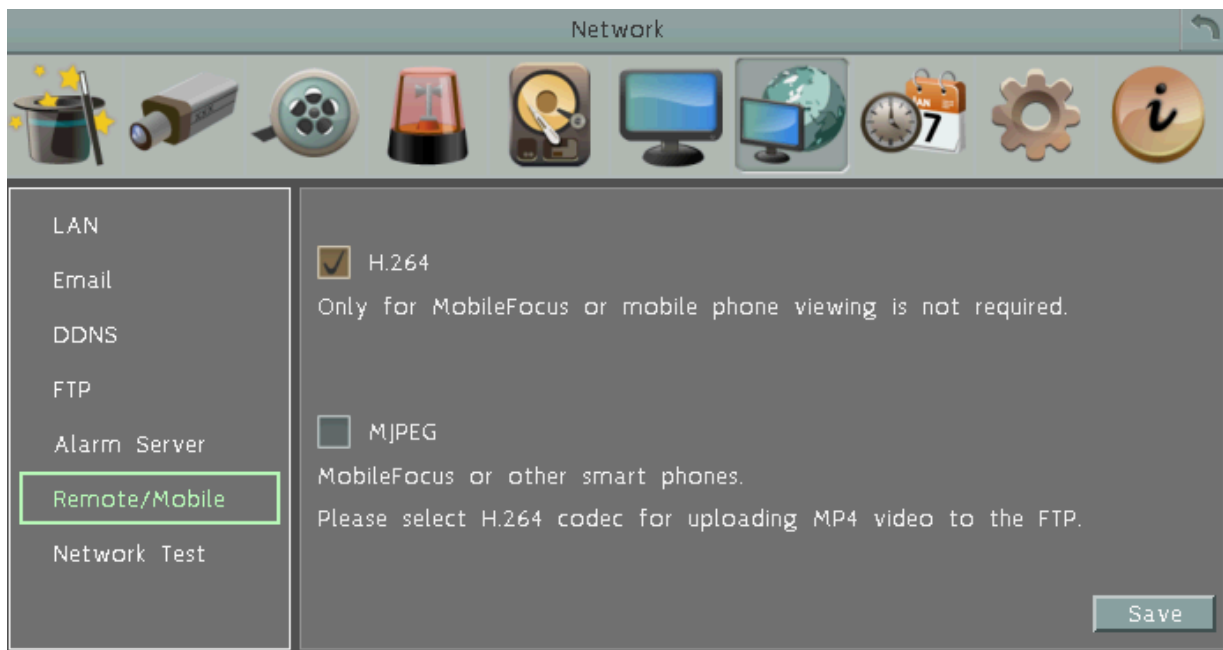 Network
JAN
7
i
LAN
Email
DDNS
FTP
Alarm Server
Remote/Mobile
Network Test
H.264
Only for MobileFocus or mobile phone viewing is not required.
MJPEG
MobileFocus or other smart phones.
Please select H.264 codec for uploading MP4 video to the FTP.
Save